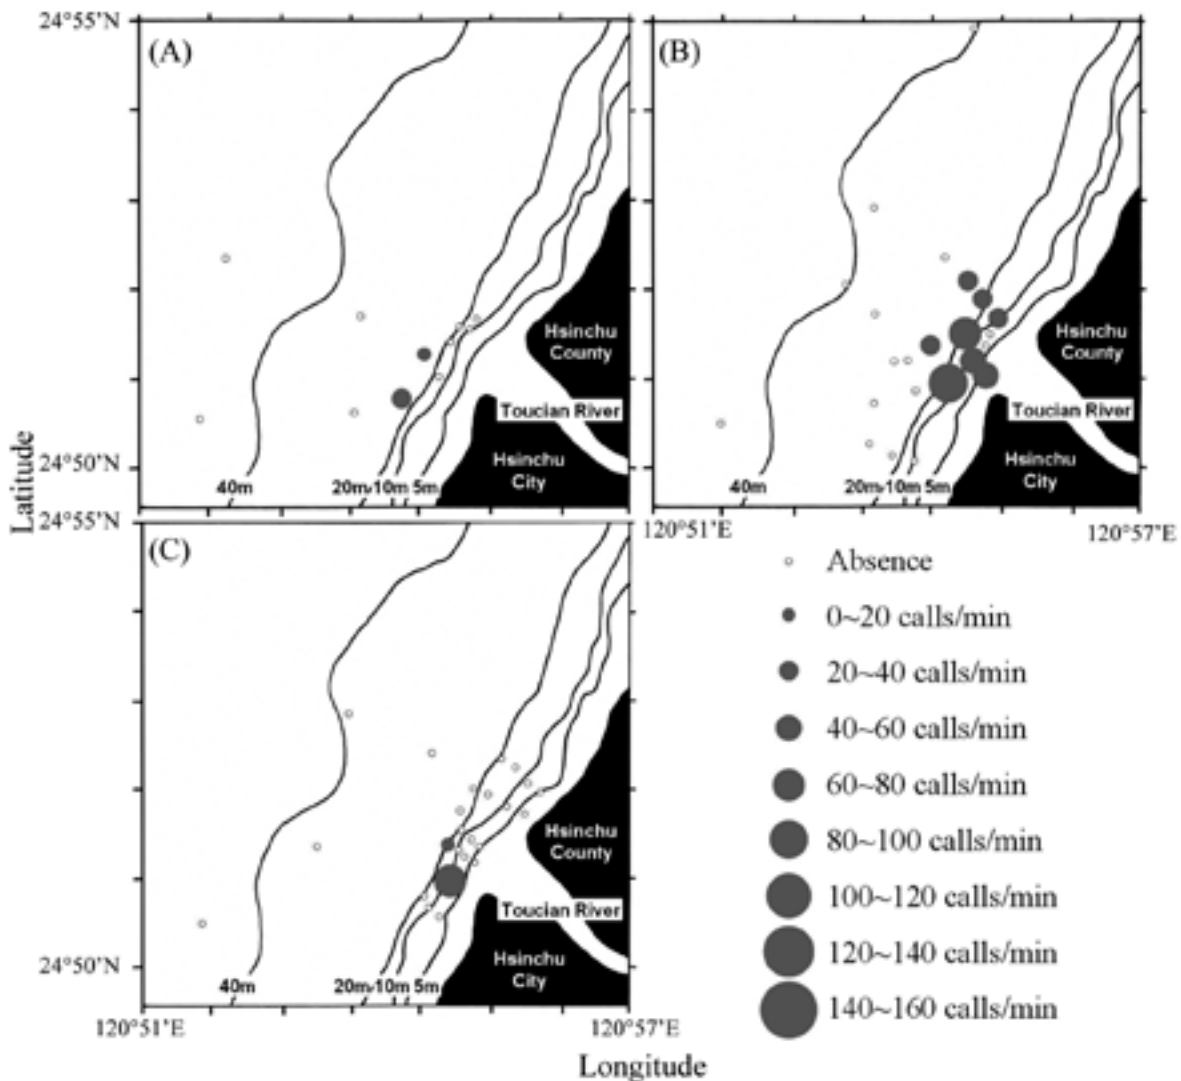 24°55'N
(A)
(B)
Hsinchu
County
Toucian River
Hsinchu
City
40m
20m
10m
5m
Hsinchu
County
Toucian River
Hsinchu
City
40m
20m
10m
5m
24°50'N
Latitude
24°55'N
120°51'E
120°57'E
(C)
Hsinchu
County
Toucian River
Hsinchu
City
40m
20m
10m
5m
24°50'N
120°51'E
120°57'E
Longitude
Absence
0~20 calls/min
20~40 calls/min
40~60 calls/min
60~80 calls/min
80~100 calls/min
100~120 calls/min
120~140 calls/min
140~160 calls/min